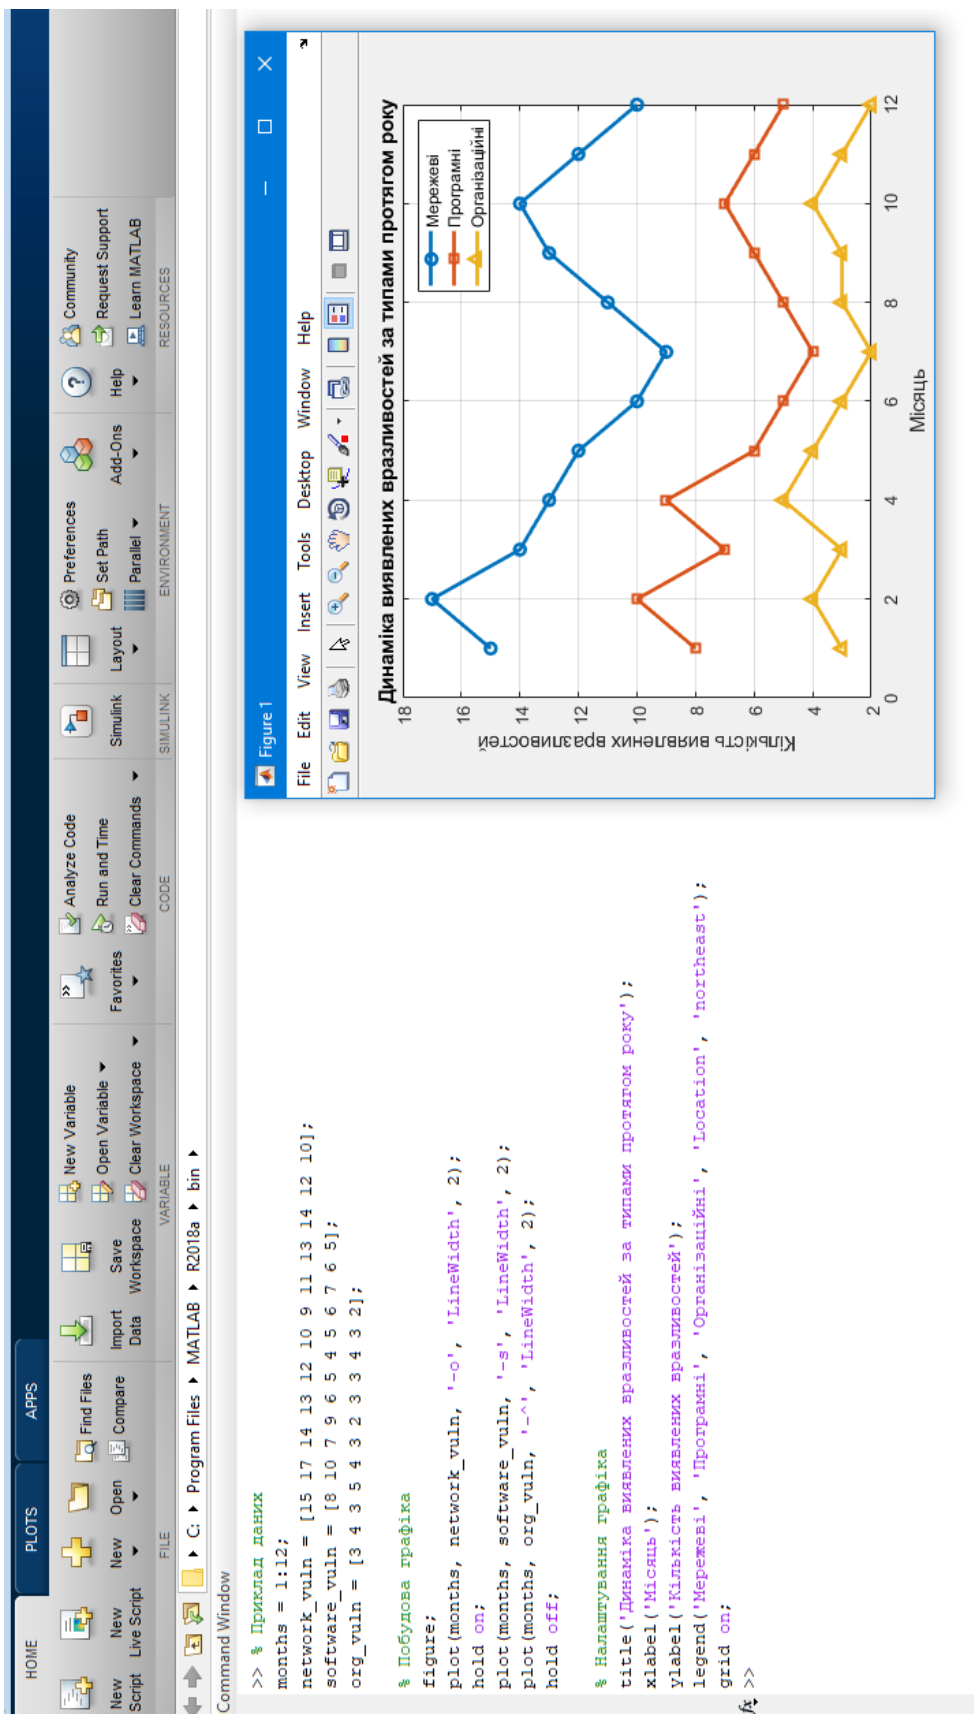 HOME PLOTS APPS
New Script
New Live Script
New
Open
Find Files
Compare
FILE
Import Data
Save Workspace
New Variable
Open Variable
Clear Workspace
VARIABLE
Favorites
Analyze Code
Run and Time
Clear Commands
CODE
Simulink
SIMULINK
Layout
Preferences
Set Path
Parallel
ENVIRONMENT
Add-Ons
Help
Community
Request Support
Learn MATLAB
RESOURCES
C: Program Files MATLAB R2018a bin
Command Window
>> % Приклад даних
months = 1:12;
network_vuln = [15 17 14 13 12 10 9 11 13 14 12 10];
software_vuln = [8 10 7 9 6 5 4 5 6 7 6 5];
org_vuln = [3 4 3 5 4 3 2 3 3 4 3 2];
% Побудова графіка
figure;
plot(months, network_vuln, '-o', 'LineWidth', 2);
hold on;
plot(months, software_vuln, '-s', 'LineWidth', 2);
plot(months, org_vuln, '-^', 'LineWidth', 2);
hold off;
% Налаштування графіка
title('Динаміка виявлених вразливостей за типами протягом року');
xlabel('Місяць');
ylabel('Кількість виявлених вразливостей');
legend('Мережеві', 'Програмні', 'Організаційні', 'Location', 'northeast');
grid on;
fx >>
Figure 1
File Edit View Insert Tools Desktop Window Help
Динаміка виявлених вразливостей за типами протягом року
Мережеві
Програмні
Організаційні
Кількість виявлених вразливостей
18
16
14
12
10
8
6
4
2
0 2 4 6 8 10 12
Місяць